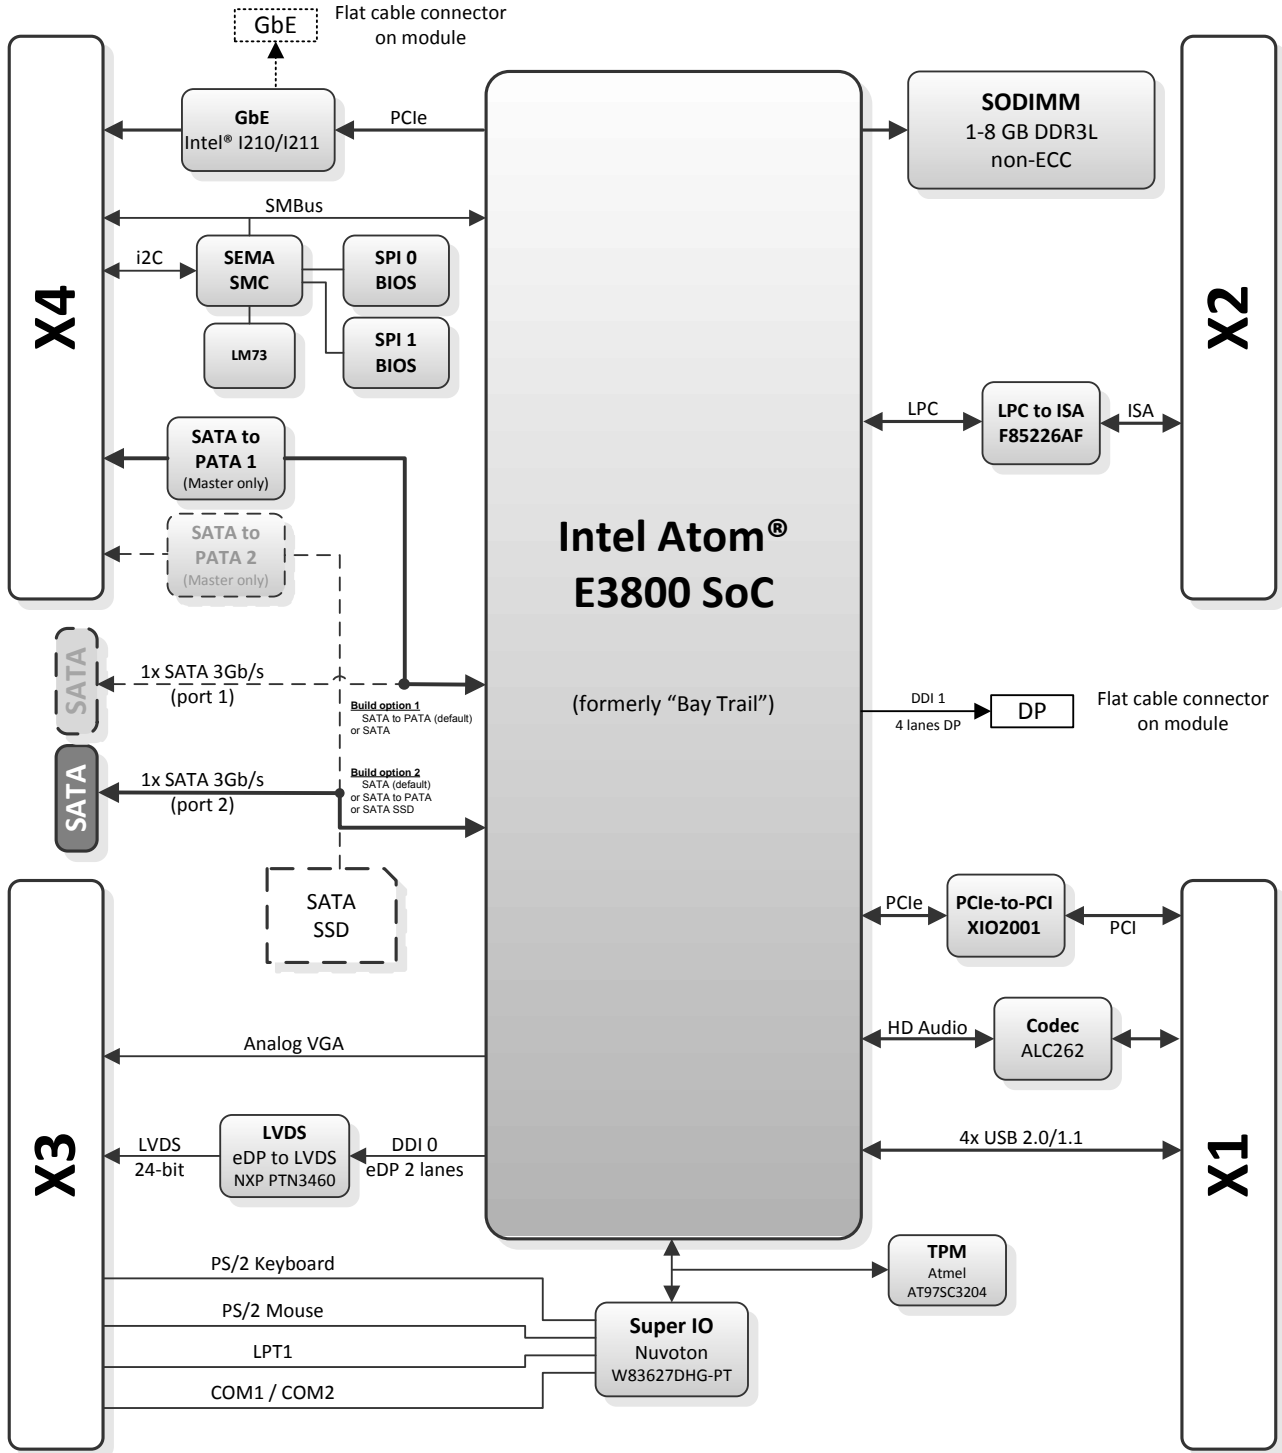 GbE
Flat cable connector
on module
GbE
Intel® I210/I211
PCIe
SODIMM
1-8 GB DDR3L
non-ECC
SMBus
i2C
SEMA
SMC
SPI 0
BIOS
LM73
SPI 1
BIOS
X4
X2
LPC
LPC to ISA
F85226AF
ISA
SATA to
PATA 1
(Master only)
SATA to
PATA 2
(Master only)
Intel Atom®
E3800 SoC
(formerly “Bay Trail”)
SATA
1x SATA 3Gb/s
(port 1)
Build option 1
SATA to PATA (default)
or SATA
DDI 1
4 lanes DP
DP
Flat cable connector
on module
SATA
1x SATA 3Gb/s
(port 2)
Build option 2
SATA (default)
or SATA to PATA
or SATA SSD
SATA
SSD
PCIe
PCIe-to-PCI
XIO2001
PCI
HD Audio
Codec
ALC262
Analog VGA
X3
X1
LVDS
24-bit
LVDS
eDP to LVDS
NXP PTN3460
DDI 0
eDP 2 lanes
4x USB 2.0/1.1
TPM
Atmel
AT97SC3204
PS/2 Keyboard
PS/2 Mouse
LPT1
COM1 / COM2
Super IO
Nuvoton
W83627DHG-PT